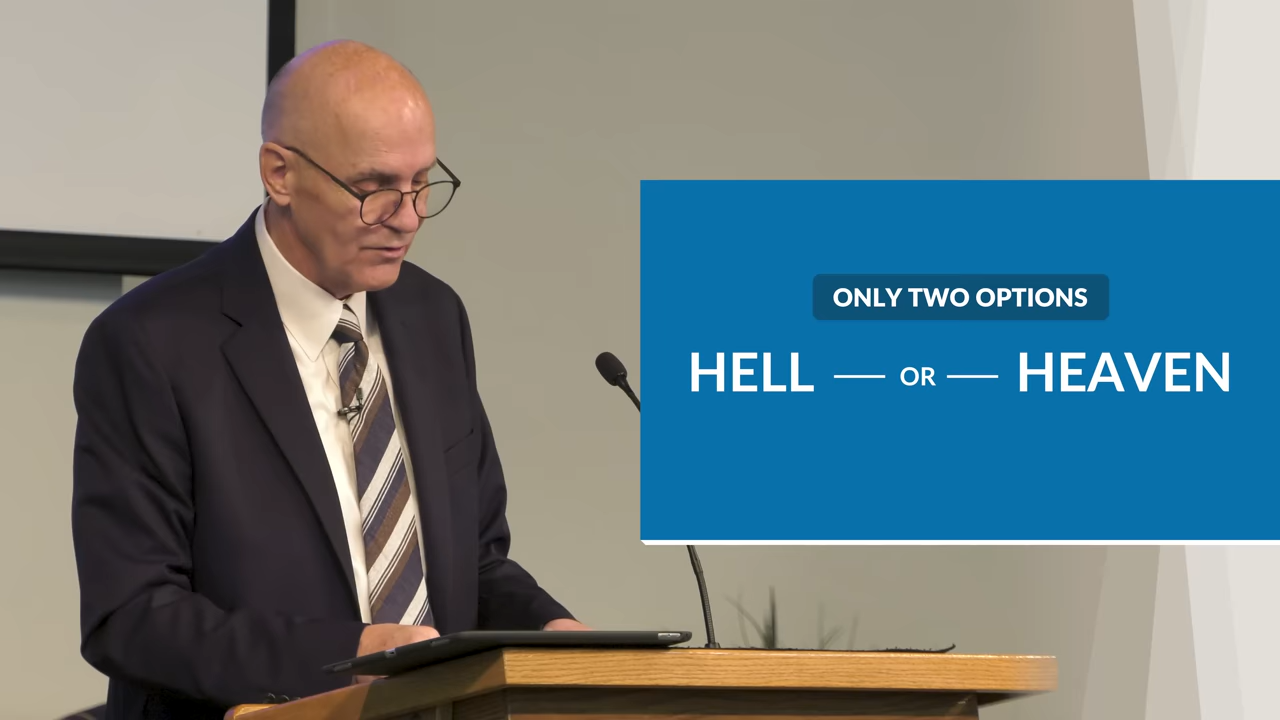 ONLY TWO OPTIONS
HELL — OR — HEAVEN